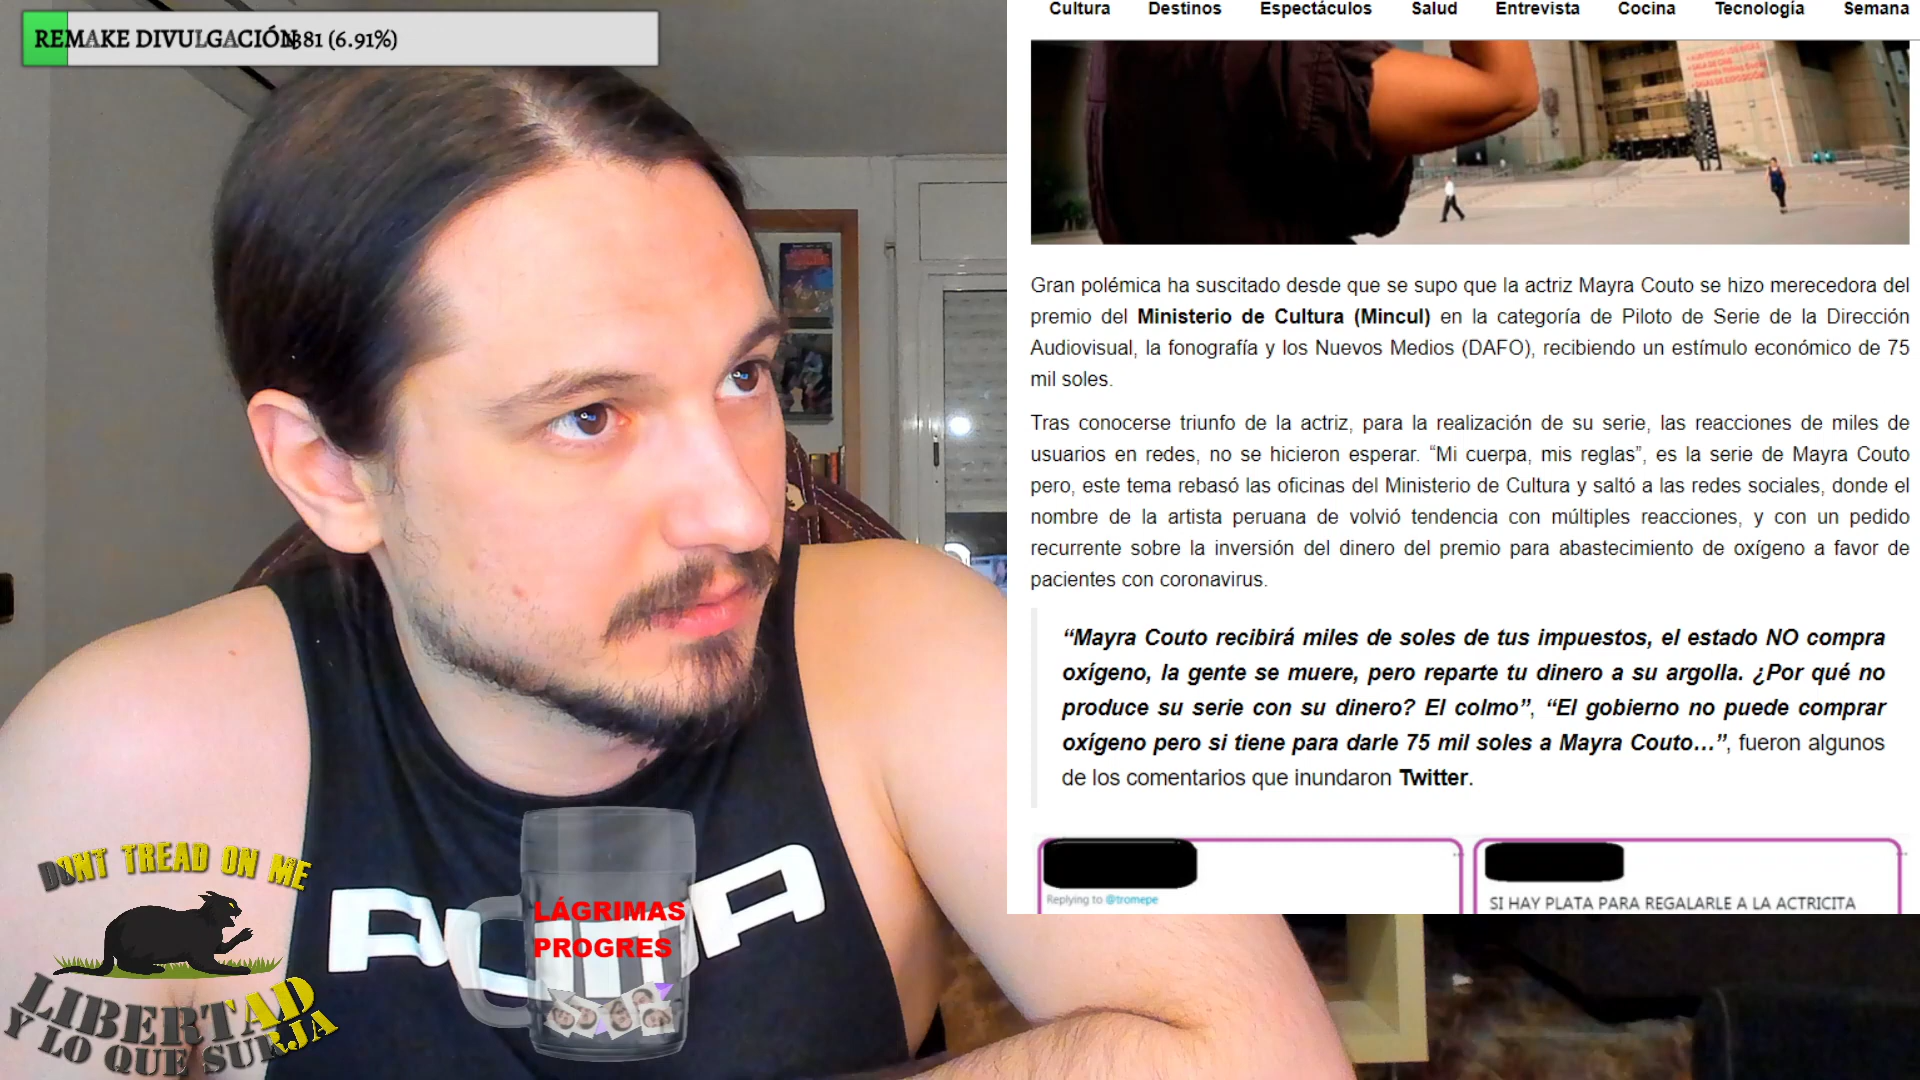 REMAKE DIVULGACIÓN
381 (6.91%)
DONT TREAD ON ME
LIBERTAD
Y LO QUE SURJA
LÁGRIMAS
PROGRES
Cultura Destinos Espectáculos Salud Entrevista Cocina Tecnología Semana
Gran polémica ha suscitado desde que se supo que la actriz Mayra Couto se hizo merecedora del
premio del Ministerio de Cultura (Mincul) en la categoría de Piloto de Serie de la Dirección
Audiovisual, la fonografía y los Nuevos Medios (DAFO), recibiendo un estímulo económico de 75
mil soles.
Tras conocerse triunfo de la actriz, para la realización de su serie, las reacciones de miles de
usuarios en redes, no se hicieron esperar. “Mi cuerpa, mis reglas”, es la serie de Mayra Couto
pero, este tema rebasó las oficinas del Ministerio de Cultura y saltó a las redes sociales, donde el
nombre de la artista peruana de volvió tendencia con múltiples reacciones, y con un pedido
recurrente sobre la inversión del dinero del premio para abastecimiento de oxígeno a favor de
pacientes con coronavirus.
“Mayra Couto recibirá miles de soles de tus impuestos, el estado NO compra
oxígeno, la gente se muere, pero reparte tu dinero a su argolla. ¿Por qué no
produce su serie con su dinero? El colmo”, “El gobierno no puede comprar
oxígeno pero si tiene para darle 75 mil soles a Mayra Couto…”, fueron algunos
de los comentarios que inundaron Twitter.
Replying to @tromepe
SI HAY PLATA PARA REGALARLE A LA ACTRICITA